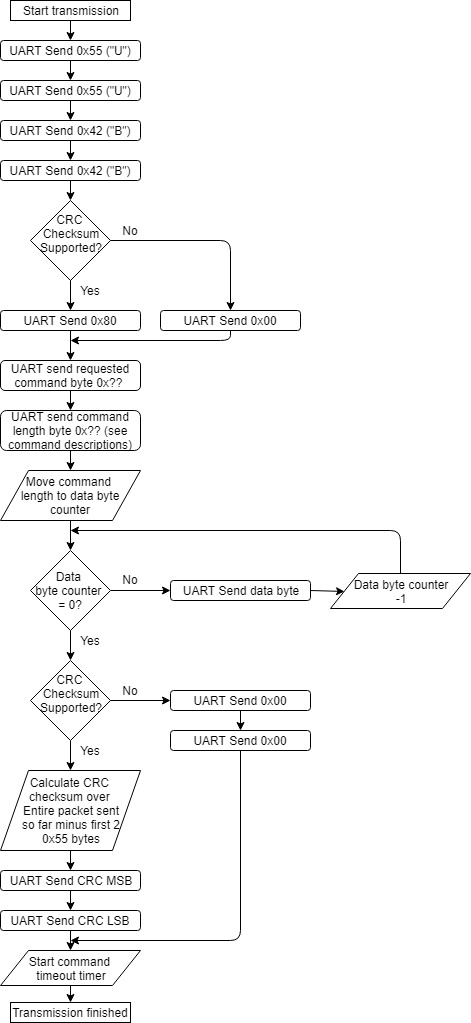 Start transmission
UART Send 0x55 ("U")
UART Send 0x55 ("U")
UART Send 0x42 ("B")
UART Send 0x42 ("B")
CRC
Checksum
Supported?
No
Yes
UART Send 0x80
UART Send 0x00
UART send requested
command byte 0x??
UART send command
length byte 0x?? (see
command descriptions)
Move command
length to data byte
counter
Data
byte counter
= 0?
No
UART Send data byte
Data byte counter
-1
Yes
CRC
Checksum
Supported?
No
UART Send 0x00
UART Send 0x00
Yes
Calculate CRC
checksum over
Entire packet sent
so far minus first 2
0x55 bytes
UART Send CRC MSB
UART Send CRC LSB
Start command
timeout timer
Transmission finished